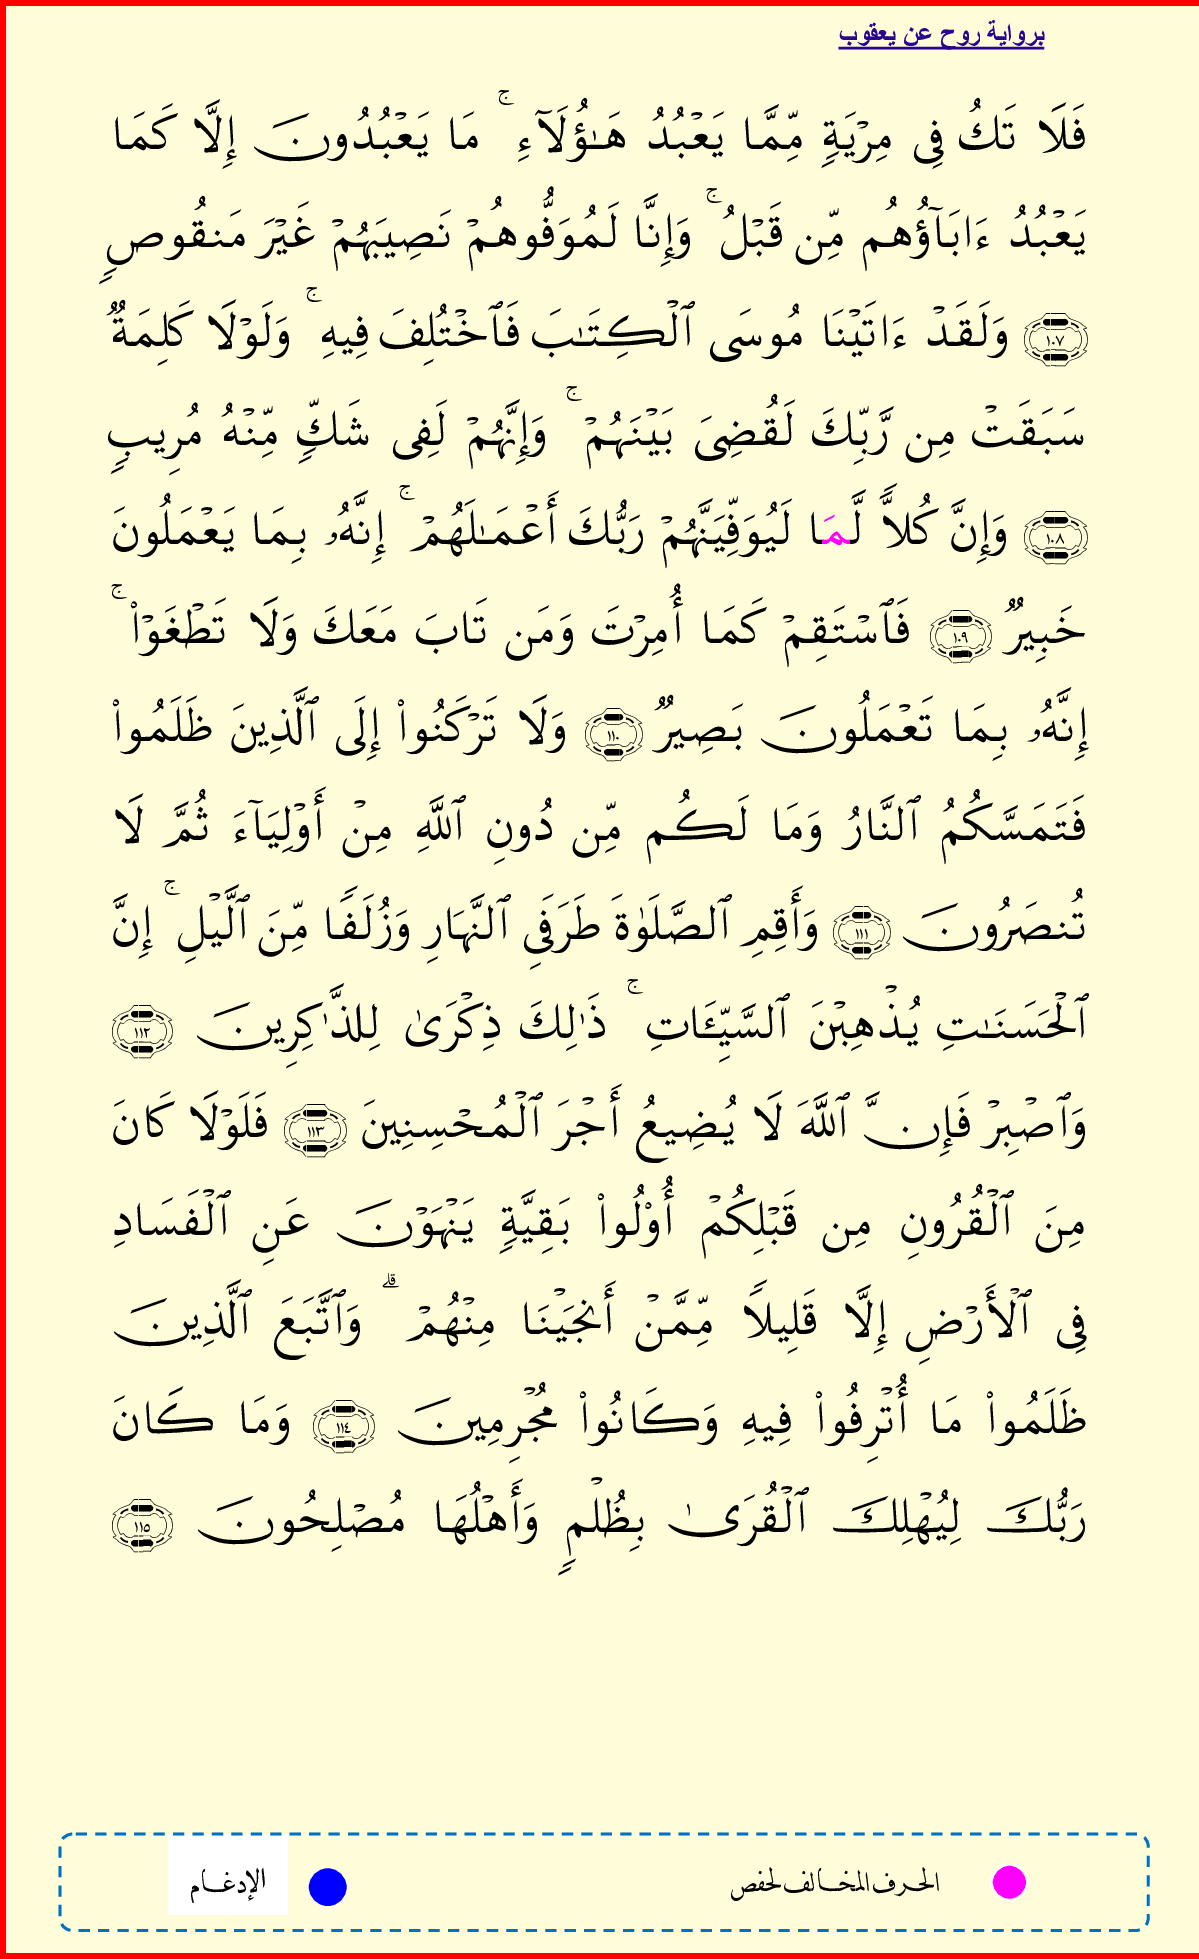 برواية روح عن يعقوب
فَلَا تَكُ فِى مِرْيَةٍ مِّمَّا يَعْبُدُ هَـٰٓؤُلَآءِ ۚ مَا يَعْبُدُونَ إِلَّا كَمَا
يَعْبُدُ ءَابَآؤُهُم مِّن قَبْلُ ۚ وَإِنَّا لَمُوَفُّوهُمْ نَصِيبَهُمْ غَيْرَ مَنقُوصٍ
١٠٧ وَلَقَدْ ءَاتَيْنَا مُوسَى ٱلْكِتَـٰبَ فَٱخْتُلِفَ فِيهِ ۚ وَلَوْلَا كَلِمَةٌ
سَبَقَتْ مِن رَّبِّكَ لَقُضِىَ بَيْنَهُمْ ۚ وَإِنَّهُمْ لَفِى شَكٍّ مِّنْهُ مُرِيبٍ
١٠٨ وَإِنَّ كُلًّا لَّمَا لَيُوَفِّيَنَّهُمْ رَبُّكَ أَعْمَـٰلَهُمْ ۚ إِنَّهُۥ بِمَا يَعْمَلُونَ
خَبِيرٌ ١٠٩ فَٱسْتَقِمْ كَمَا أُمِرْتَ وَمَن تَابَ مَعَكَ وَلَا تَطْغَوْا۟ ۚ
إِنَّهُۥ بِمَا تَعْمَلُونَ بَصِيرٌ ١١٠ وَلَا تَرْكَنُوا۟ إِلَى ٱلَّذِينَ ظَلَمُوا۟
فَتَمَسَّكُمُ ٱلنَّارُ وَمَا لَكُم مِّن دُونِ ٱللَّهِ مِنْ أَوْلِيَآءَ ثُمَّ لَا
تُنصَرُونَ ١١١ وَأَقِمِ ٱلصَّلَوٰةَ طَرَفَىِ ٱلنَّهَارِ وَزُلَفًا مِّنَ ٱلَّيْلِ ۚ إِنَّ
ٱلْحَسَنَـٰتِ يُذْهِبْنَ ٱلسَّيِّـَٔاتِ ۚ ذَٰلِكَ ذِكْرَىٰ لِلذَّٰكِرِينَ ١١٢
وَٱصْبِرْ فَإِنَّ ٱللَّهَ لَا يُضِيعُ أَجْرَ ٱلْمُحْسِنِينَ ١١٣ فَلَوْلَا كَانَ
مِنَ ٱلْقُرُونِ مِن قَبْلِكُمْ أُو۟لُوا۟ بَقِيَّةٍ يَنْهَوْنَ عَنِ ٱلْفَسَادِ
فِى ٱلْأَرْضِ إِلَّا قَلِيلًا مِّمَّنْ أَنجَيْنَا مِنْهُمْ ۗ وَٱتَّبَعَ ٱلَّذِينَ
ظَلَمُوا۟ مَا أُتْرِفُوا۟ فِيهِ وَكَانُوا۟ مُجْرِمِينَ ١١٤ وَمَا كَانَ
رَبُّكَ لِيُهْلِكَ ٱلْقُرَىٰ بِظُلْمٍ وَأَهْلُهَا مُصْلِحُونَ ١١٥
الحرف المخالف لحفص
الإدغام